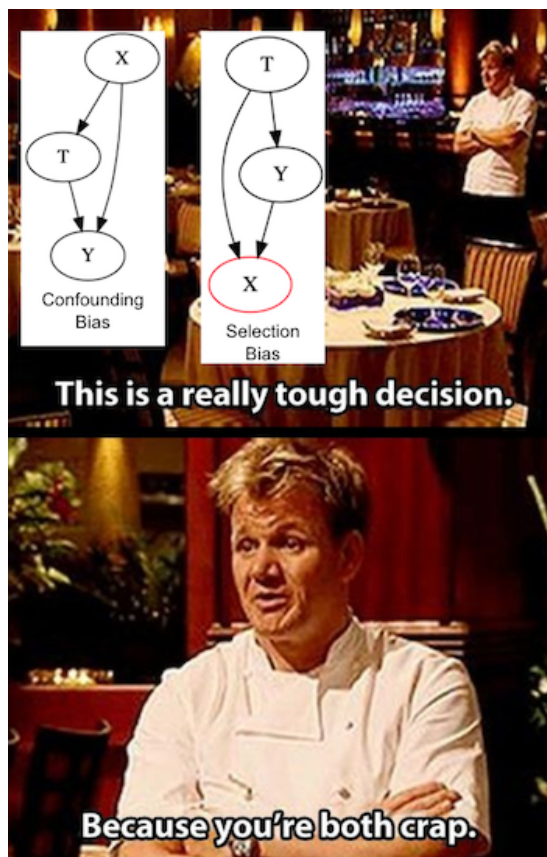 X
T
Y
Confounding
Bias
T
Y
X
Selection
Bias
This is a really tough decision.
Because you're both crap.